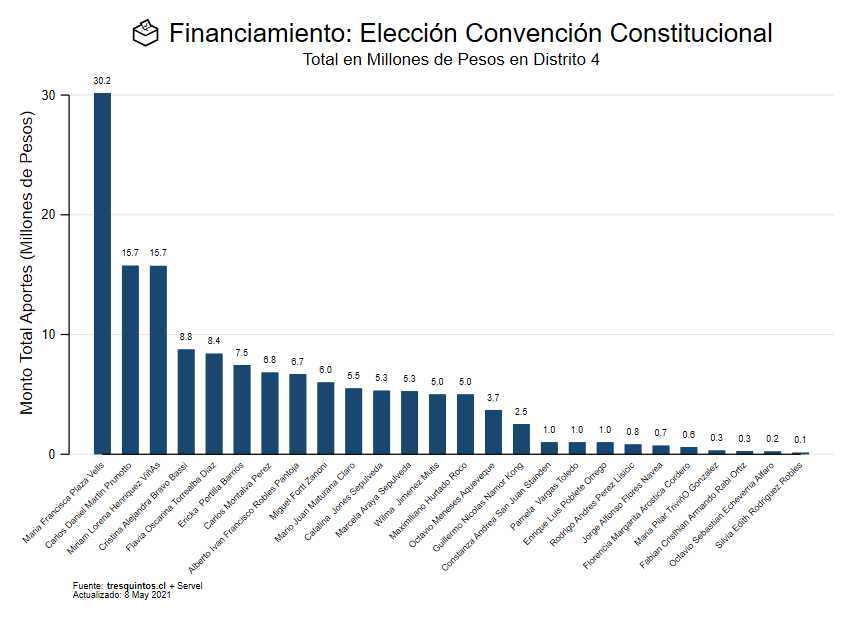 Financiamiento: Elección Convención Constitucional
Total en Millones de Pesos en Distrito 4
Monto Total Aportes (Millones de Pesos)
30
20
10
0
30.2
15.7
15.7
8.8
8.4
7.5
6.8
6.7
6.0
5.5
5.3
5.3
5.0
5.0
3.7
2.5
1.0
1.0
1.0
0.8
0.7
0.6
0.3
0.3
0.2
0.1
Maria Francisca Plaza Velis
Carlos Daniel Martin Prunotto
Miriam Lorena Henriquez ViñAs
Cristina Alejandra Bravo Bassi
Flavia Oscarina Torrealba Diaz
Ericka Portilla Barrios
Carlos Montalva Perez
Alberto Ivan Francisco Robles Pantoja
Miguel Fortt Zanoni
Mario Juan Maturana Claro
Catalina Jones Sepulveda
Marcela Araya Sepulveda
Wilma Jimenez Mutis
Maximiliano Hurtado Roco
Octavio Meneses Aqueveque
Guillermo Nicolas Namor Kong
Constanza Andrea San Juan Standen
Pamela Vargas Toledo
Enrique Luis Poblete Orrego
Rodrigo Andres Perez Lisicic
Jorge Alfonso Flores Navea
Florencia Margarita Arostica Cordero
Maria Pilar TriviñO Gonzalez
Fabian Cristhian Armando Rabi Ortiz
Octavio Sebastian Echeverria Alfaro
Silvia Edith Rodriguez Robles
Fuente: tresquintos.cl + Servel
Actualizado: 8 May 2021